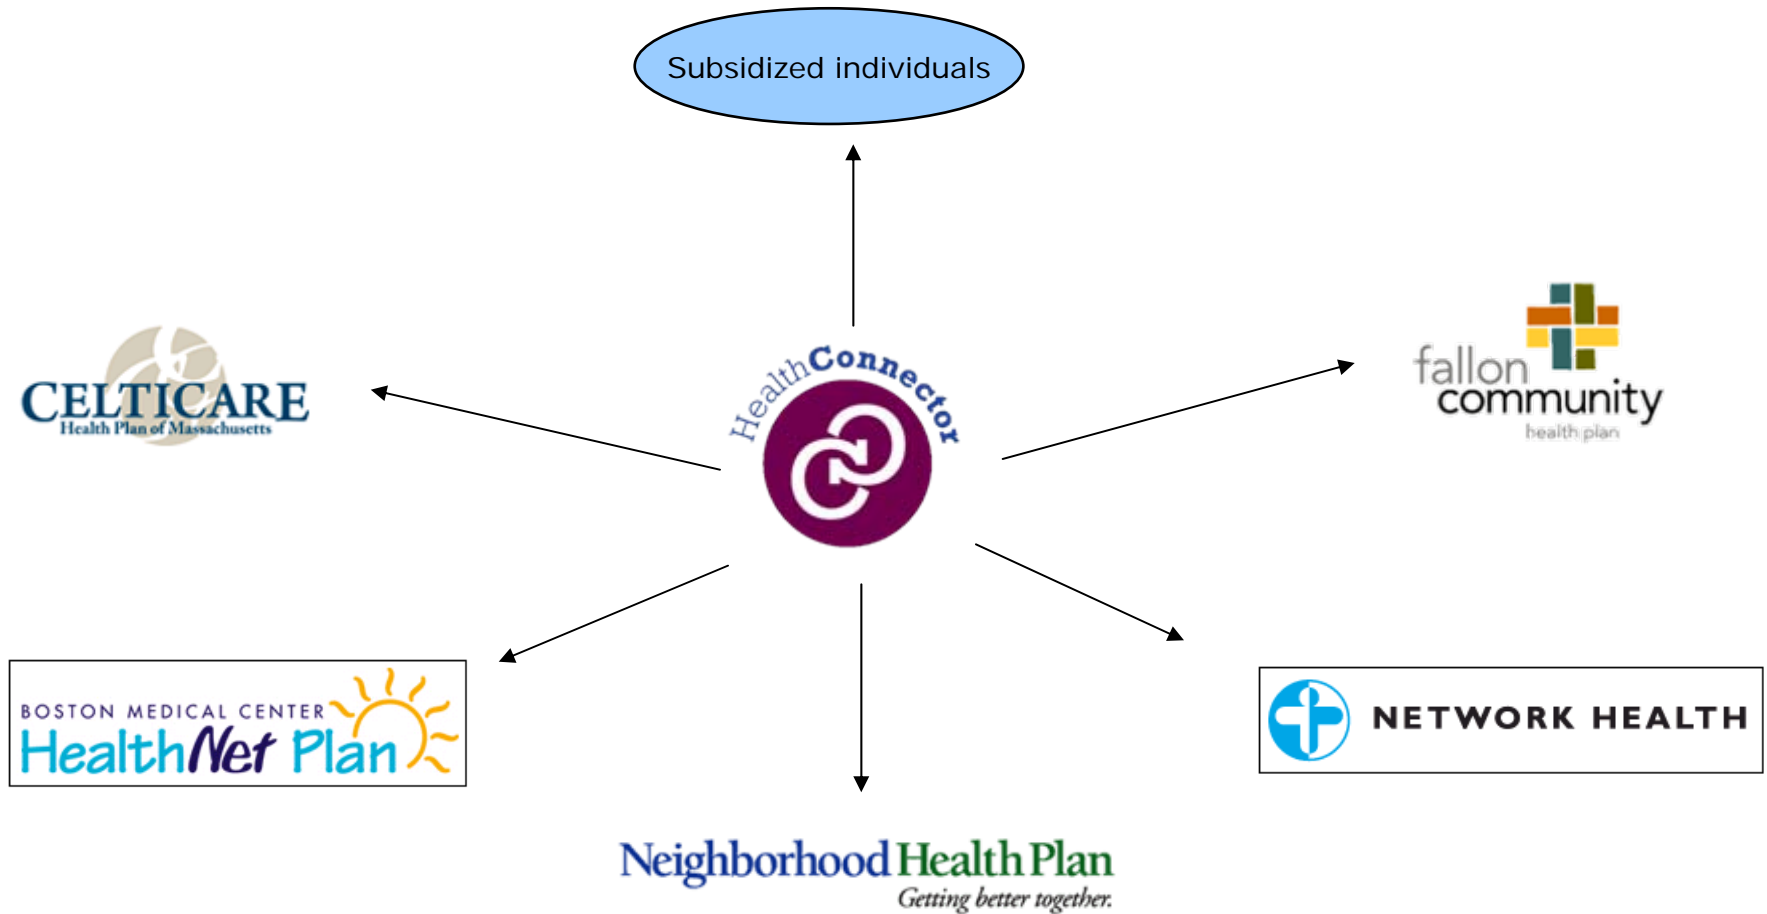 Subsidized individuals
CELTICARE
Health Plan of Massachusetts
HealthConnector
fallon
community
health plan
BOSTON MEDICAL CENTER
HealthNet Plan
NETWORK HEALTH
Neighborhood Health Plan
Getting better together.